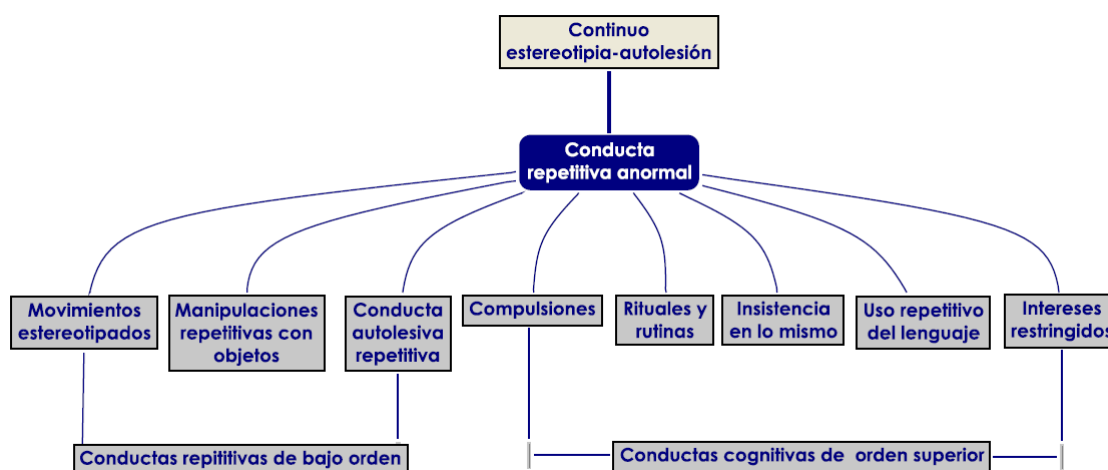 Continuo
estereotipia-autolesión
Conducta
repetitiva anormal
Movimientos
estereotipados
Manipulaciones
repetitivas con
objetos
Conducta
autolesiva
repetitiva
Compulsiones
Rituales y
rutinas
Insistencia
en lo mismo
Uso repetitivo
del lenguaje
Intereses
restringidos
Conductas repititivas de bajo orden
Conductas cognitivas de orden superior